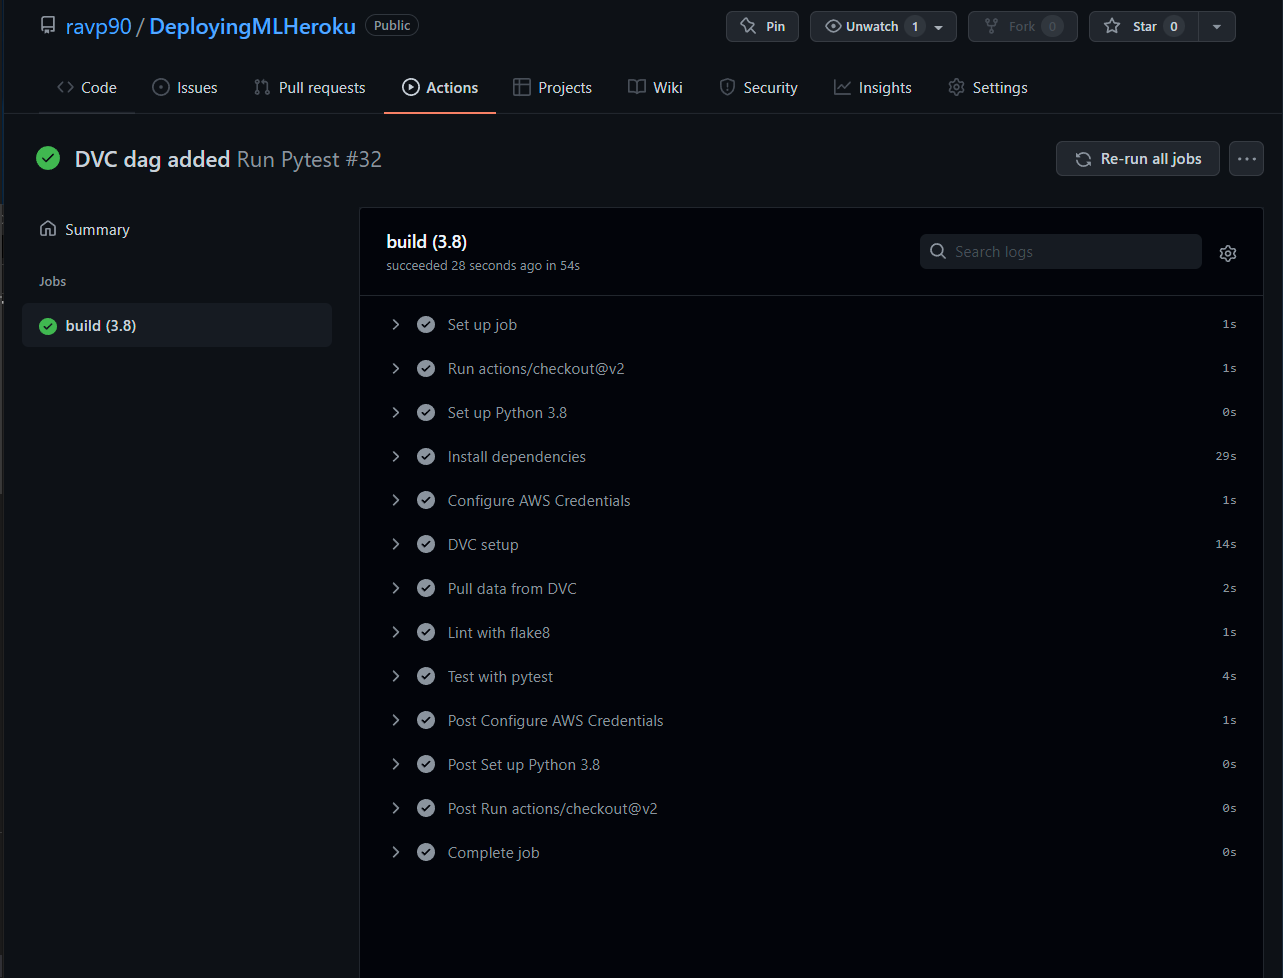 ravp90 / DeployingMLHeroku Public Pin Unwatch 1 Fork 0 Star 0
Code Issues Pull requests Actions Projects Wiki Security Insights Settings
DVC dag added Run Pytest #32 Re-run all jobs
Summary
Jobs
build (3.8)
build (3.8)
succeeded 28 seconds ago in 54s
Search logs
Set up job 1s
Run actions/checkout@v2 1s
Set up Python 3.8 0s
Install dependencies 29s
Configure AWS Credentials 1s
DVC setup 14s
Pull data from DVC 2s
Lint with flake8 1s
Test with pytest 4s
Post Configure AWS Credentials 1s
Post Set up Python 3.8 0s
Post Run actions/checkout@v2 0s
Complete job 0s